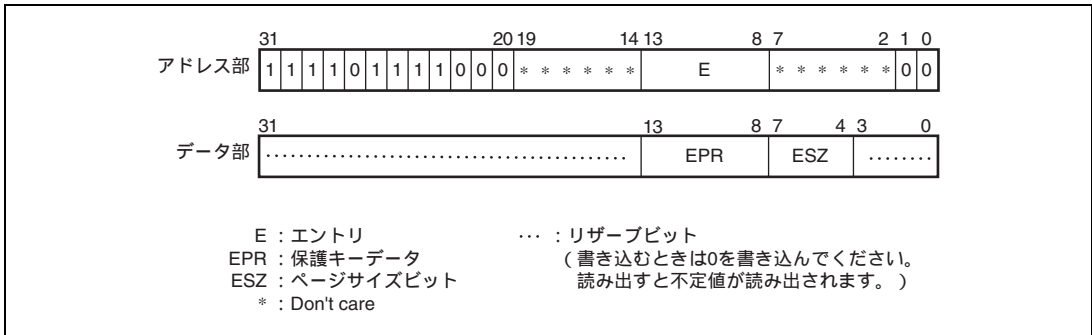 31 20 19 14 13 8 7 2 1 0
アドレス部 1 1 1 1 0 1 1 1 1 0 0 0 * * * * * * E * * * * * * 0 0
31 13 8 7 4 3 0
データ部 ............................................ EPR ESZ ........
E : エントリ ··· : リザーブビット
EPR : 保護キーデータ (書き込むときは0を書き込んでください。
ESZ : ページサイズビット 読み出すと不定値が読み出されます。)
* : Don't care